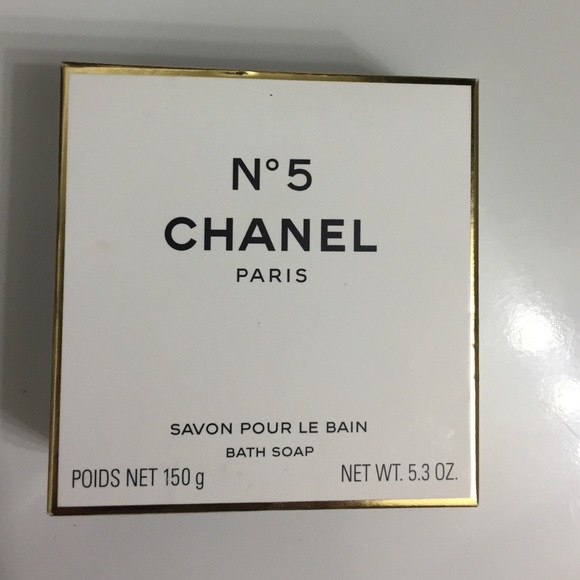 N° 5
CHANEL
PARIS
SAVON POUR LE BAIN
BATH SOAP
POIDS NET 150 g NET WT. 5.3 OZ.